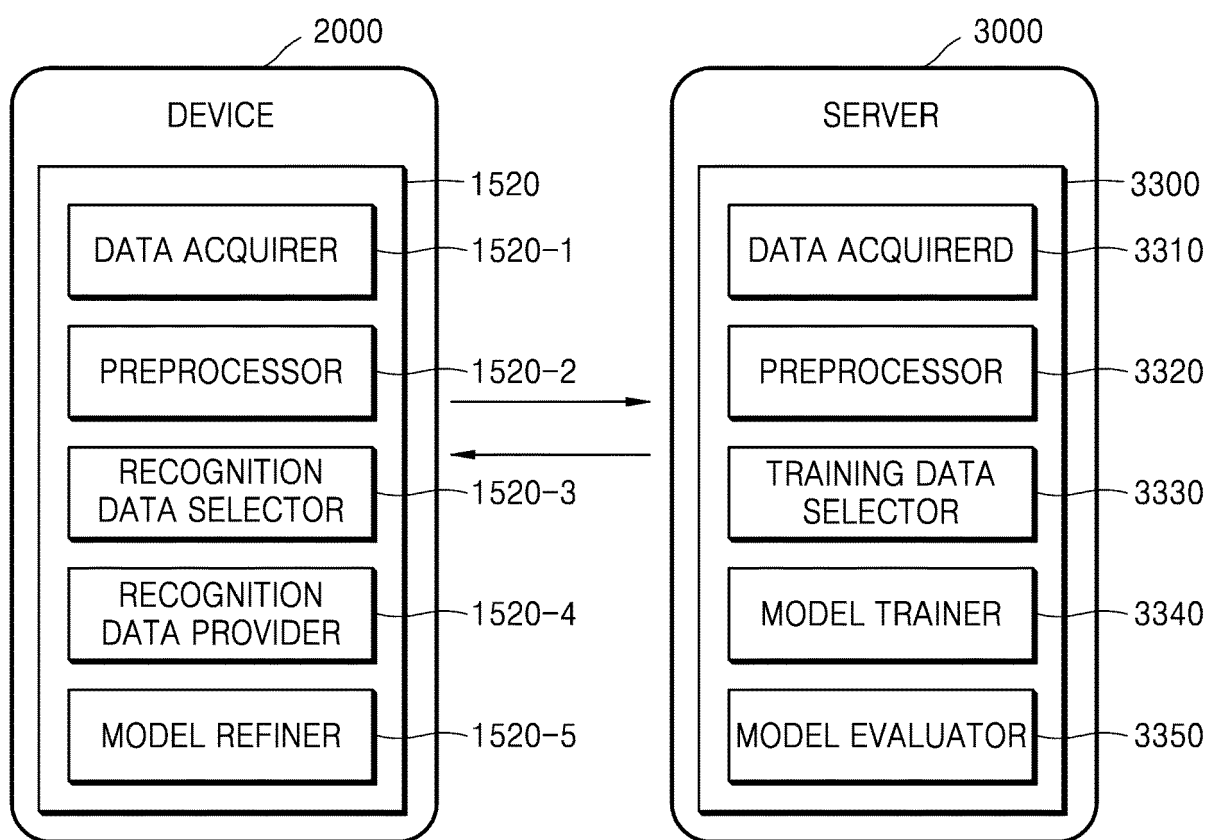 2000
DEVICE
1520
DATA ACQUIRER
1520-1
PREPROCESSOR
1520-2
RECOGNITION
DATA SELECTOR
1520-3
RECOGNITION
DATA PROVIDER
1520-4
MODEL REFINER
1520-5
3000
SERVER
3300
DATA ACQUIRERD
3310
PREPROCESSOR
3320
TRAINING DATA
SELECTOR
3330
MODEL TRAINER
3340
MODEL EVALUATOR
3350